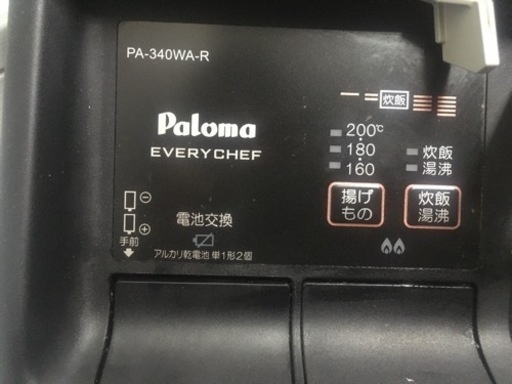 PA-340WA-R
炊飯
Paloma
EVERYCHEF
200℃
180
160
炊飯
湯沸
揚げ
もの
炊飯
湯沸
⊖
⊕
手前
電池交換
アルカリ乾電池 単1形2個